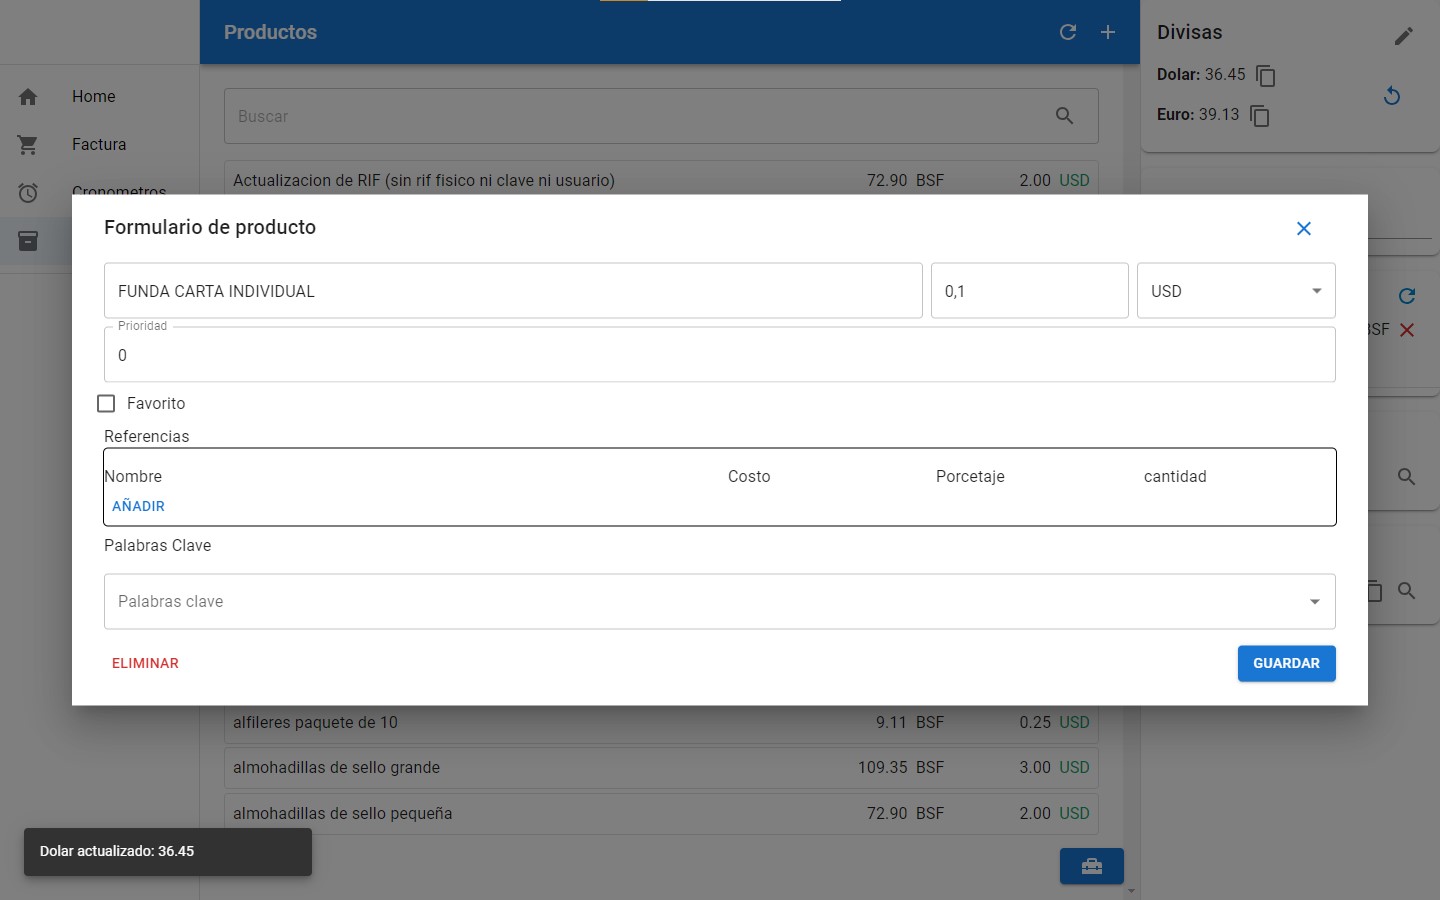 Productos
Divisas
Dolar: 36.45
Euro: 39.13
Home
Factura
Cronometros
Buscar
Actualizacion de RIF (sin rif fisico ni clave ni usuario) 72.90 BSF 2.00 USD
Formulario de producto
FUNDA CARTA INDIVIDUAL 0,1 USD
Prioridad
0
Favorito
Referencias
Nombre Costo Porcetaje cantidad
AÑADIR
Palabras Clave
Palabras clave
ELIMINAR GUARDAR
BSF
alfileres paquete de 10 9.11 BSF 0.25 USD
almohadillas de sello grande 109.35 BSF 3.00 USD
almohadillas de sello pequeña 72.90 BSF 2.00 USD
Dolar actualizado: 36.45